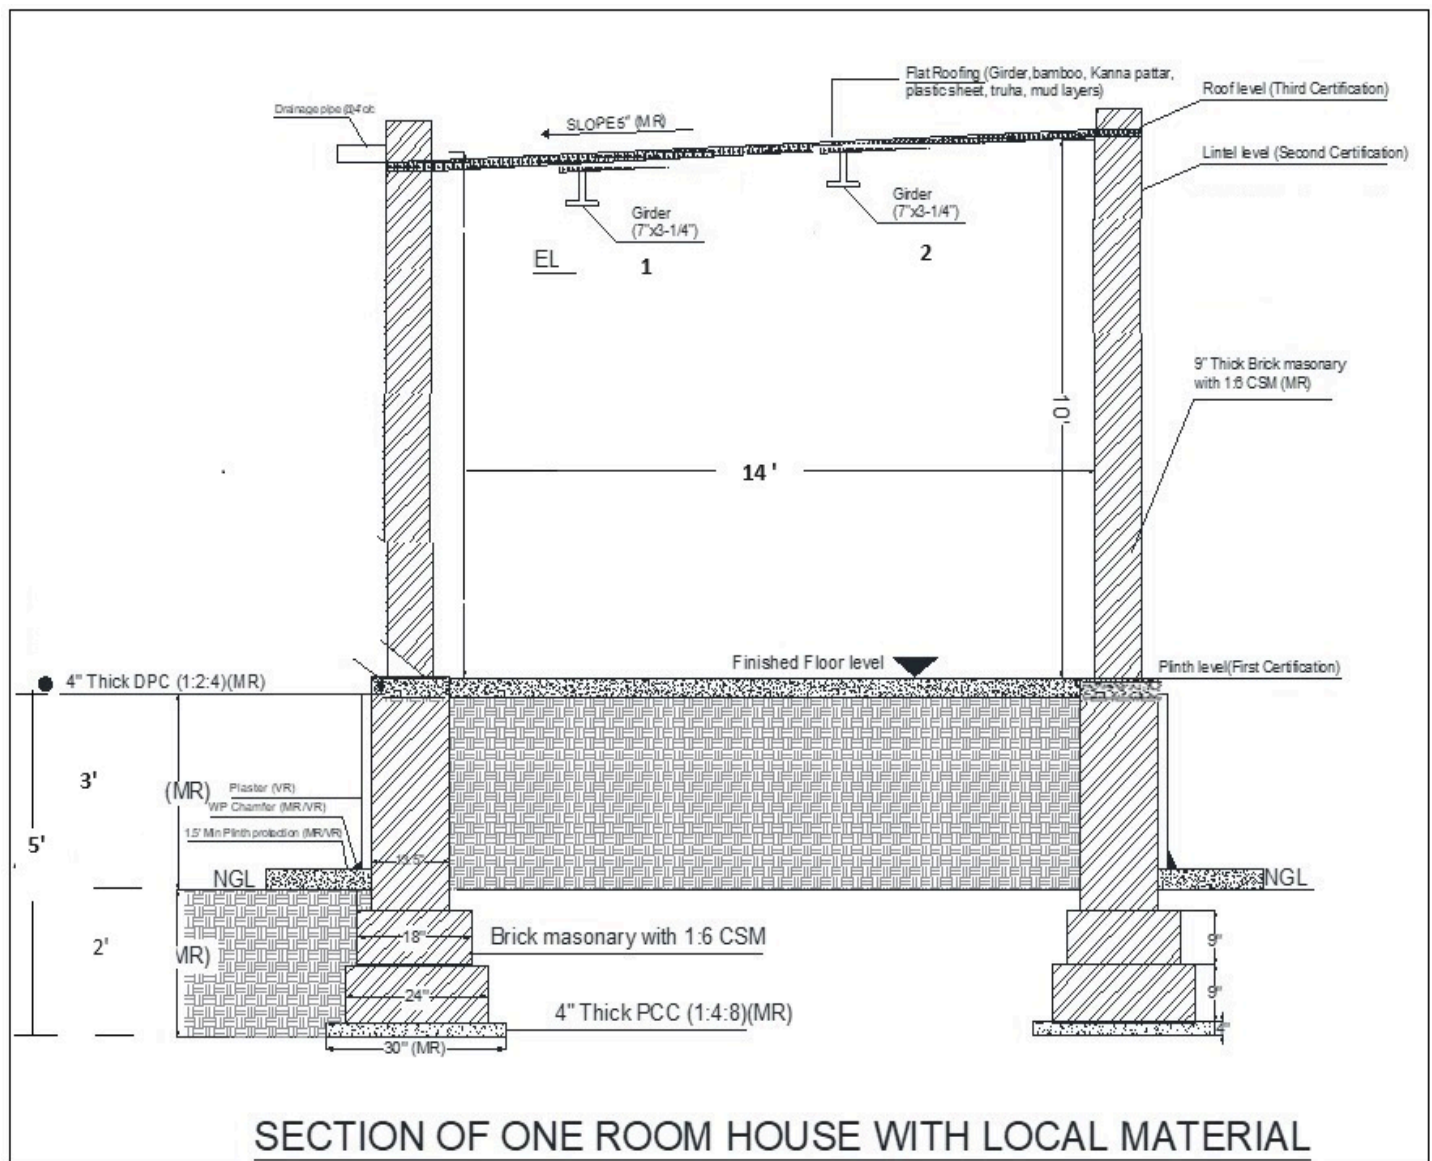 Flat Roofing (Girder,bamboo, Kanna pattar,
plastic sheet, truha, mud layers)
Roof level (Third Certification)
Drainage pipe @4'c/c
SLOPE 6" (MR)
Lintel level (Second Certification)
Girder
(7"x3-1/4")
Girder
(7"x3-1/4")
EL
1
2
9" Thick Brick masonary
with 1:6 CSM (MR)
10'
14 '
Finished Floor level
Plinth level(First Certification)
4" Thick DPC (1:2:4)(MR)
3'
(MR)
Plaster (VR)
WP Chamfer (MR/VR)
1.5' Min Plinth protection (MR/VR)
5'
13.5"
NGL
NGL
2'
MR)
18"
Brick masonary with 1:6 CSM
9"
24"
9"
4" Thick PCC (1:4:8)(MR)
30" (MR)
SECTION OF ONE ROOM HOUSE WITH LOCAL MATERIAL